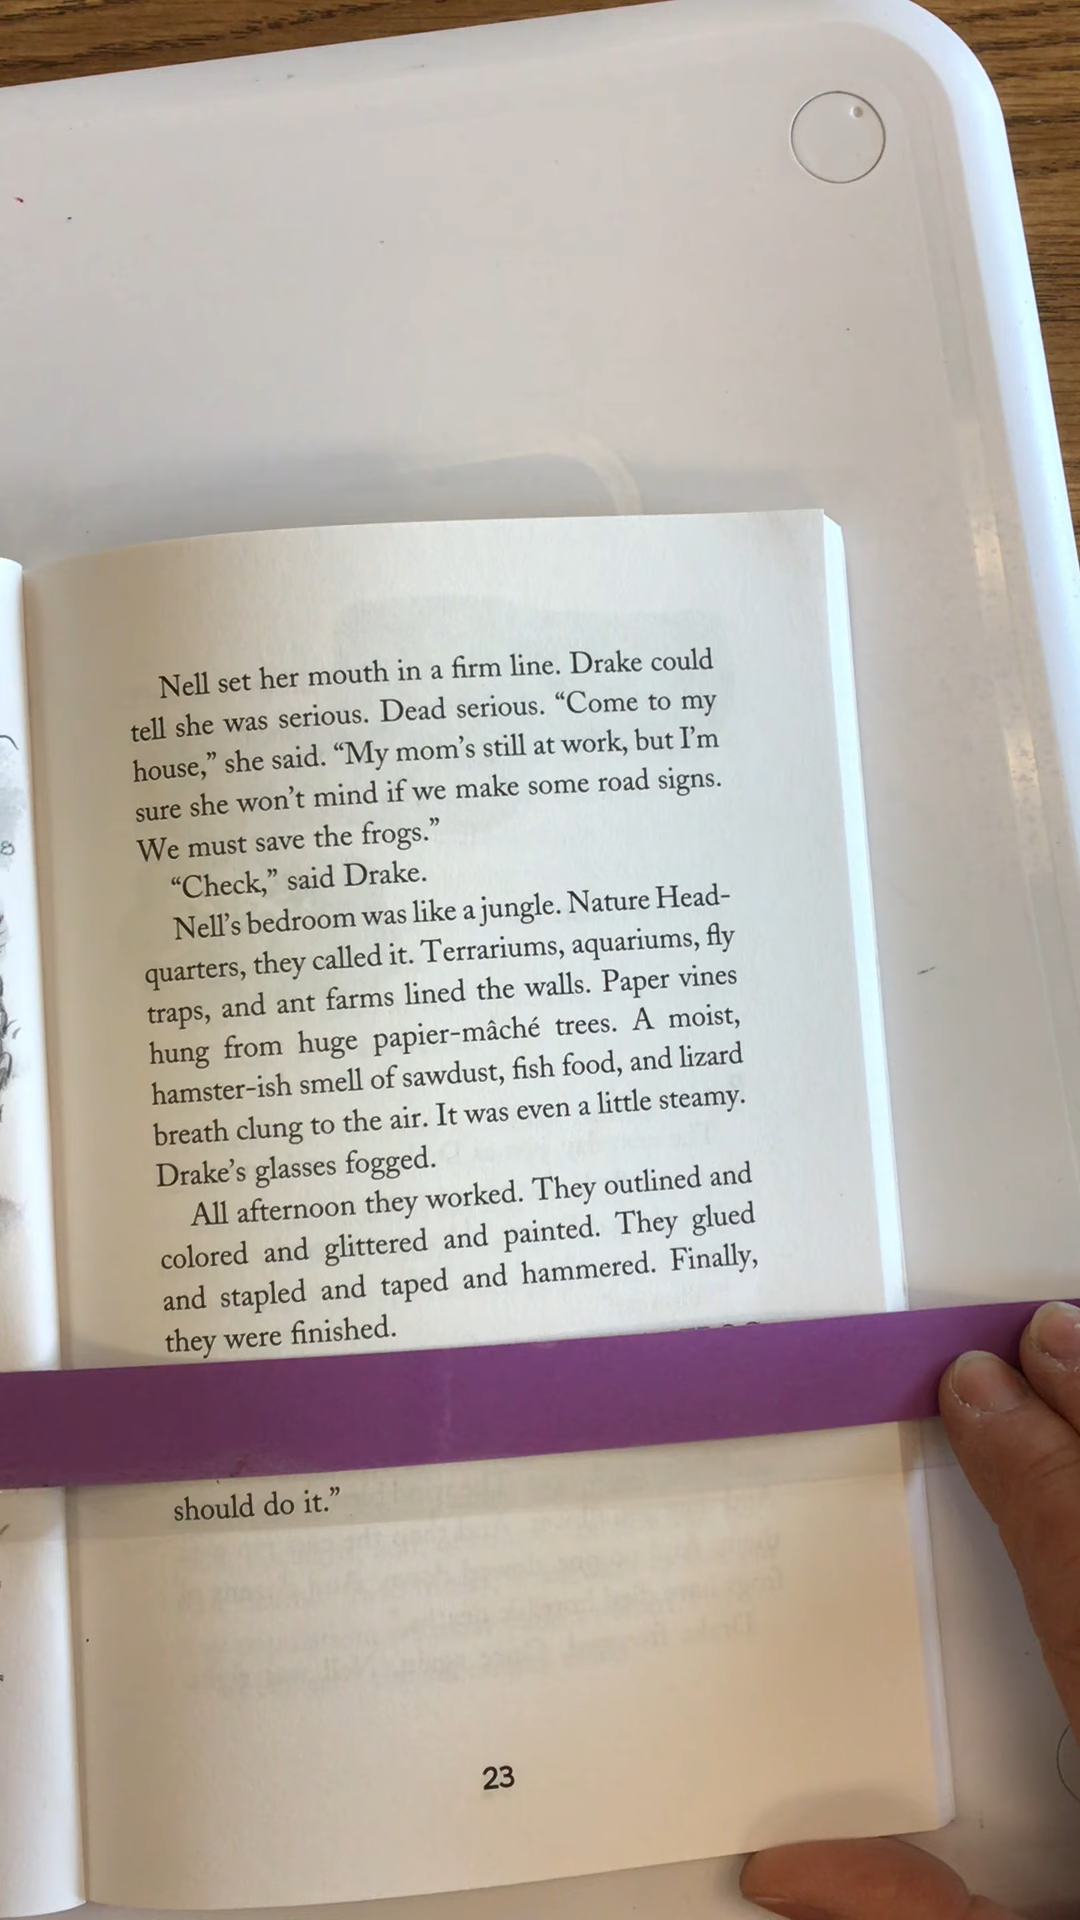 Nell set her mouth in a firm line. Drake could
tell she was serious. Dead serious. “Come to my
house,” she said. “My mom’s still at work, but I’m
sure she won’t mind if we make some road signs.
We must save the frogs.”
“Check,” said Drake.
Nell’s bedroom was like a jungle. Nature Head-
quarters, they called it. Terrariums, aquariums, fly
traps, and ant farms lined the walls. Paper vines
hung from huge papier-mâché trees. A moist,
hamster-ish smell of sawdust, fish food, and lizard
breath clung to the air. It was even a little steamy.
Drake’s glasses fogged.
All afternoon they worked. They outlined and
colored and glittered and painted. They glued
and stapled and taped and hammered. Finally,
they were finished.
should do it.”
23